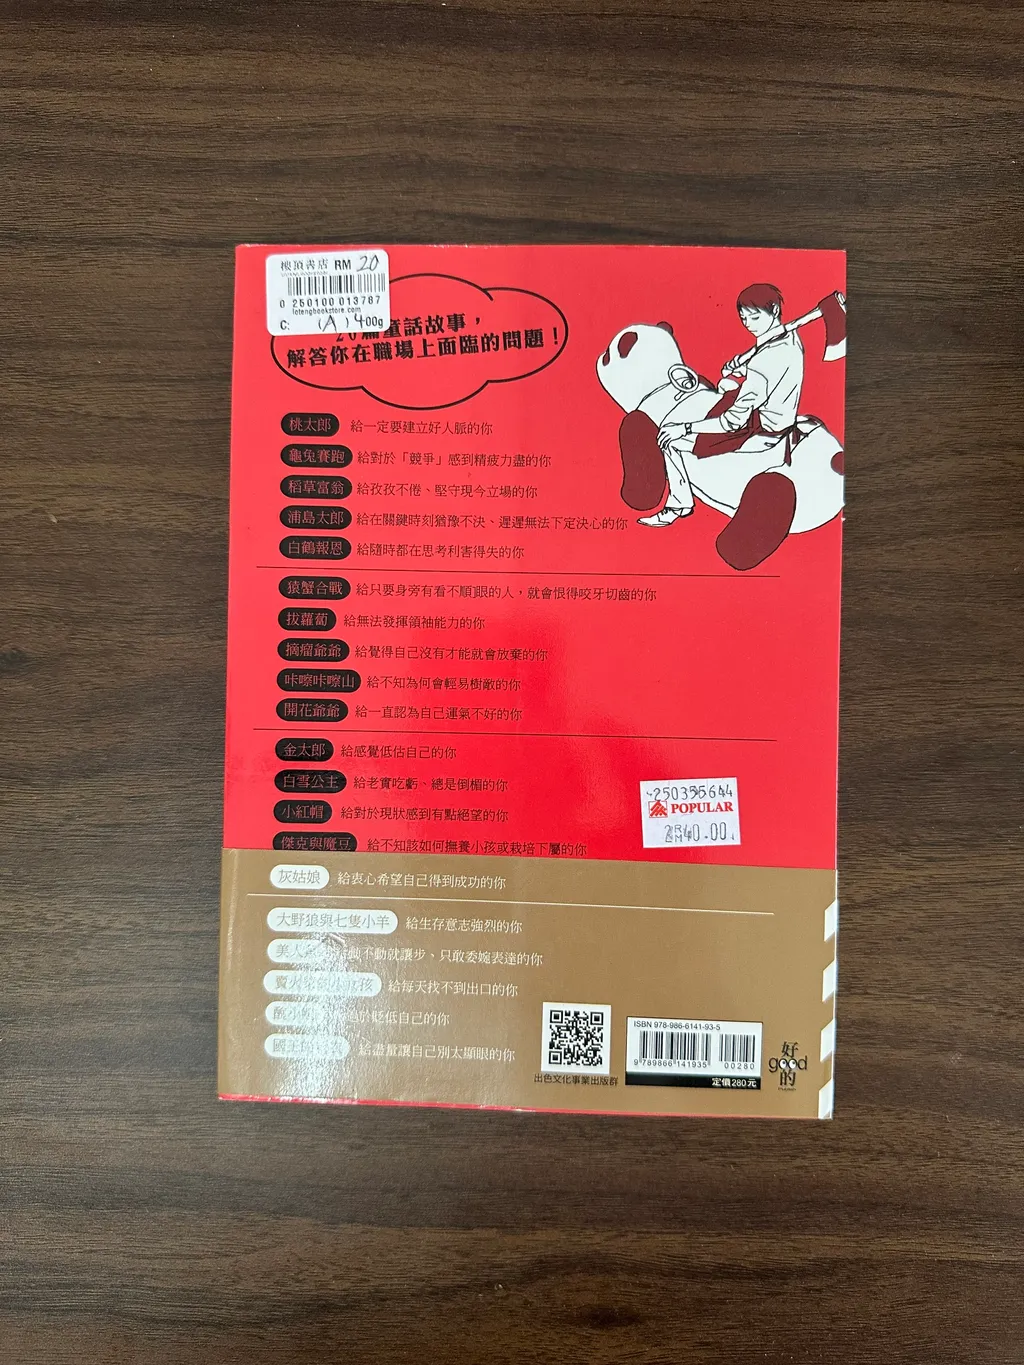 樓頂書店 RM 20
0 250100 013787
lotengbookstore.com
C: (A) 400g
童話故事，
解答你在職場上面臨的問題！
桃太郎 給一定要建立好人脈的你
龜兔賽跑 給對於「競爭」感到精疲力盡的你
稻草富翁 給孜孜不倦、堅守現今立場的你
浦島太郎 給在關鍵時刻猶豫不決、遲遲無法下定決心的你
白鶴報恩 給隨時都在思考利害得失的你
猿蟹合戰 給只要身旁有看不順眼的人，就會恨得咬牙切齒的你
拔蘿蔔 給無法發揮領袖能力的你
摘瘤爺爺 給覺得自己沒有才能就會放棄的你
咔嚓咔嚓山 給不知為何會輕易樹敵的你
開花爺爺 給一直認為自己運氣不好的你
金太郎 給感覺低估自己的你
白雪公主 給老實吃虧、總是倒楣的你
小紅帽 給對於現狀感到有點絕望的你
傑克與魔豆 給不知該如何撫養小孩或栽培下屬的你
250355644
POPULAR
RM40.00
灰姑娘 給衷心希望自己得到成功的你
大野狼與七隻小羊 給生存意志強烈的你
美人 不動就讓步、只敢委婉表達的你
孩 給每天找不到出口的你
於貶低自己的你
國王 給盡量讓自己別太顯眼的你
出色文化事業出版群
ISBN 978-986-6141-93-5
9 789866 141935
00280
定價280元
好
good
的